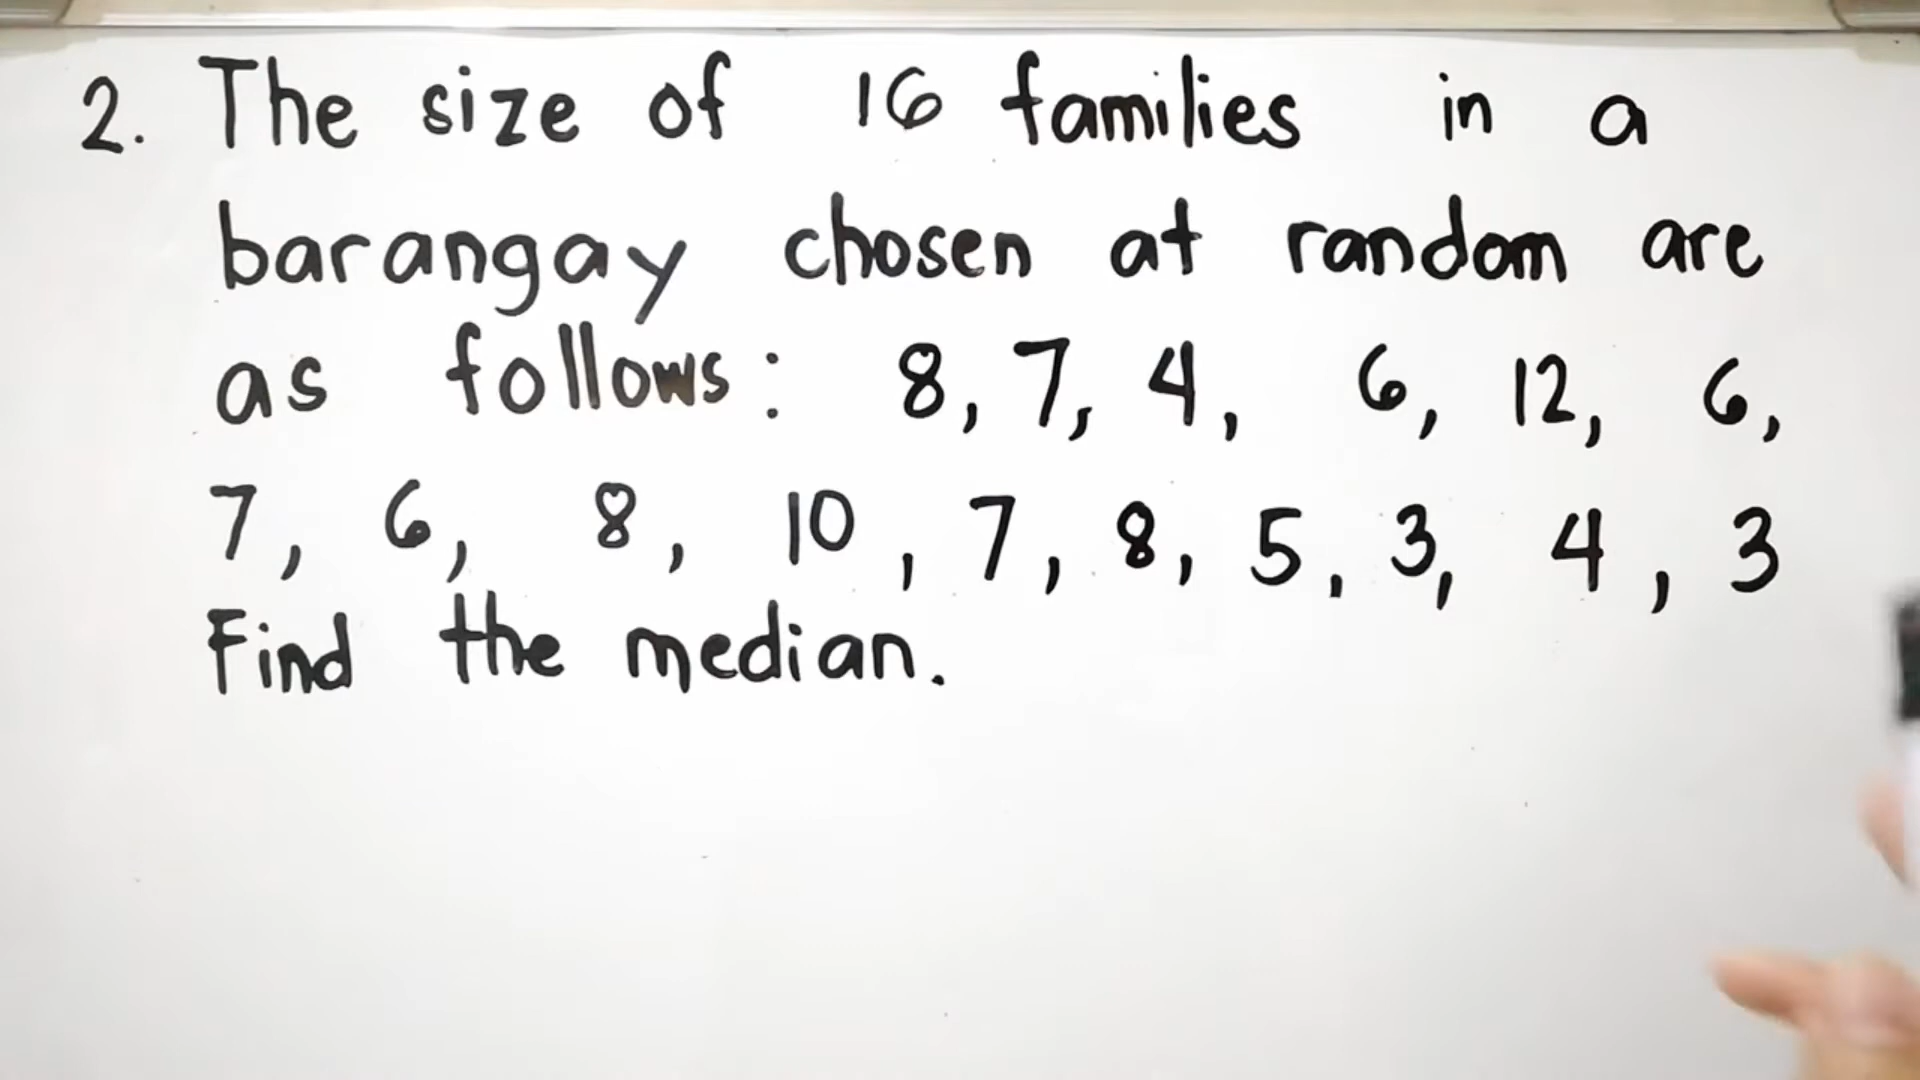 2. The size of 16 families in a
barangay chosen at random are
as follows: 8, 7, 4, 6, 12, 6,
7, 6, 8, 10, 7, 8, 5, 3, 4, 3
Find the median.